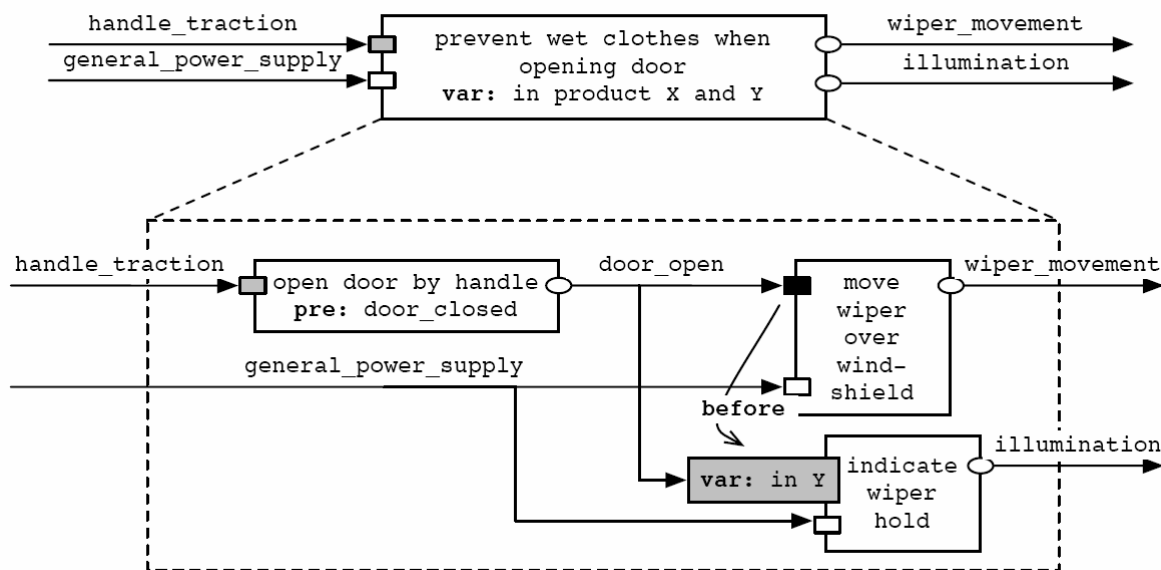 handle_traction
general_power_supply
prevent wet clothes when
opening door
var: in product X and Y
wiper_movement
illumination
handle_traction
open door by handle
pre: door_closed
door_open
move
wiper
over
wind-
shield
wiper_movement
general_power_supply
before
var: in Y
indicate
wiper
hold
illumination